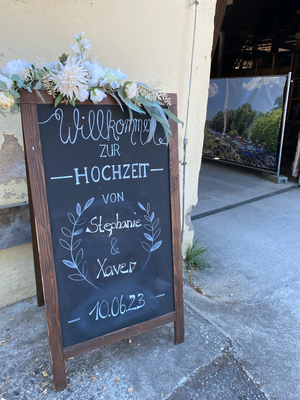 Willkommen
ZUR
HOCHZEIT
VON
Stephanie
&
Xaver
10.06.23